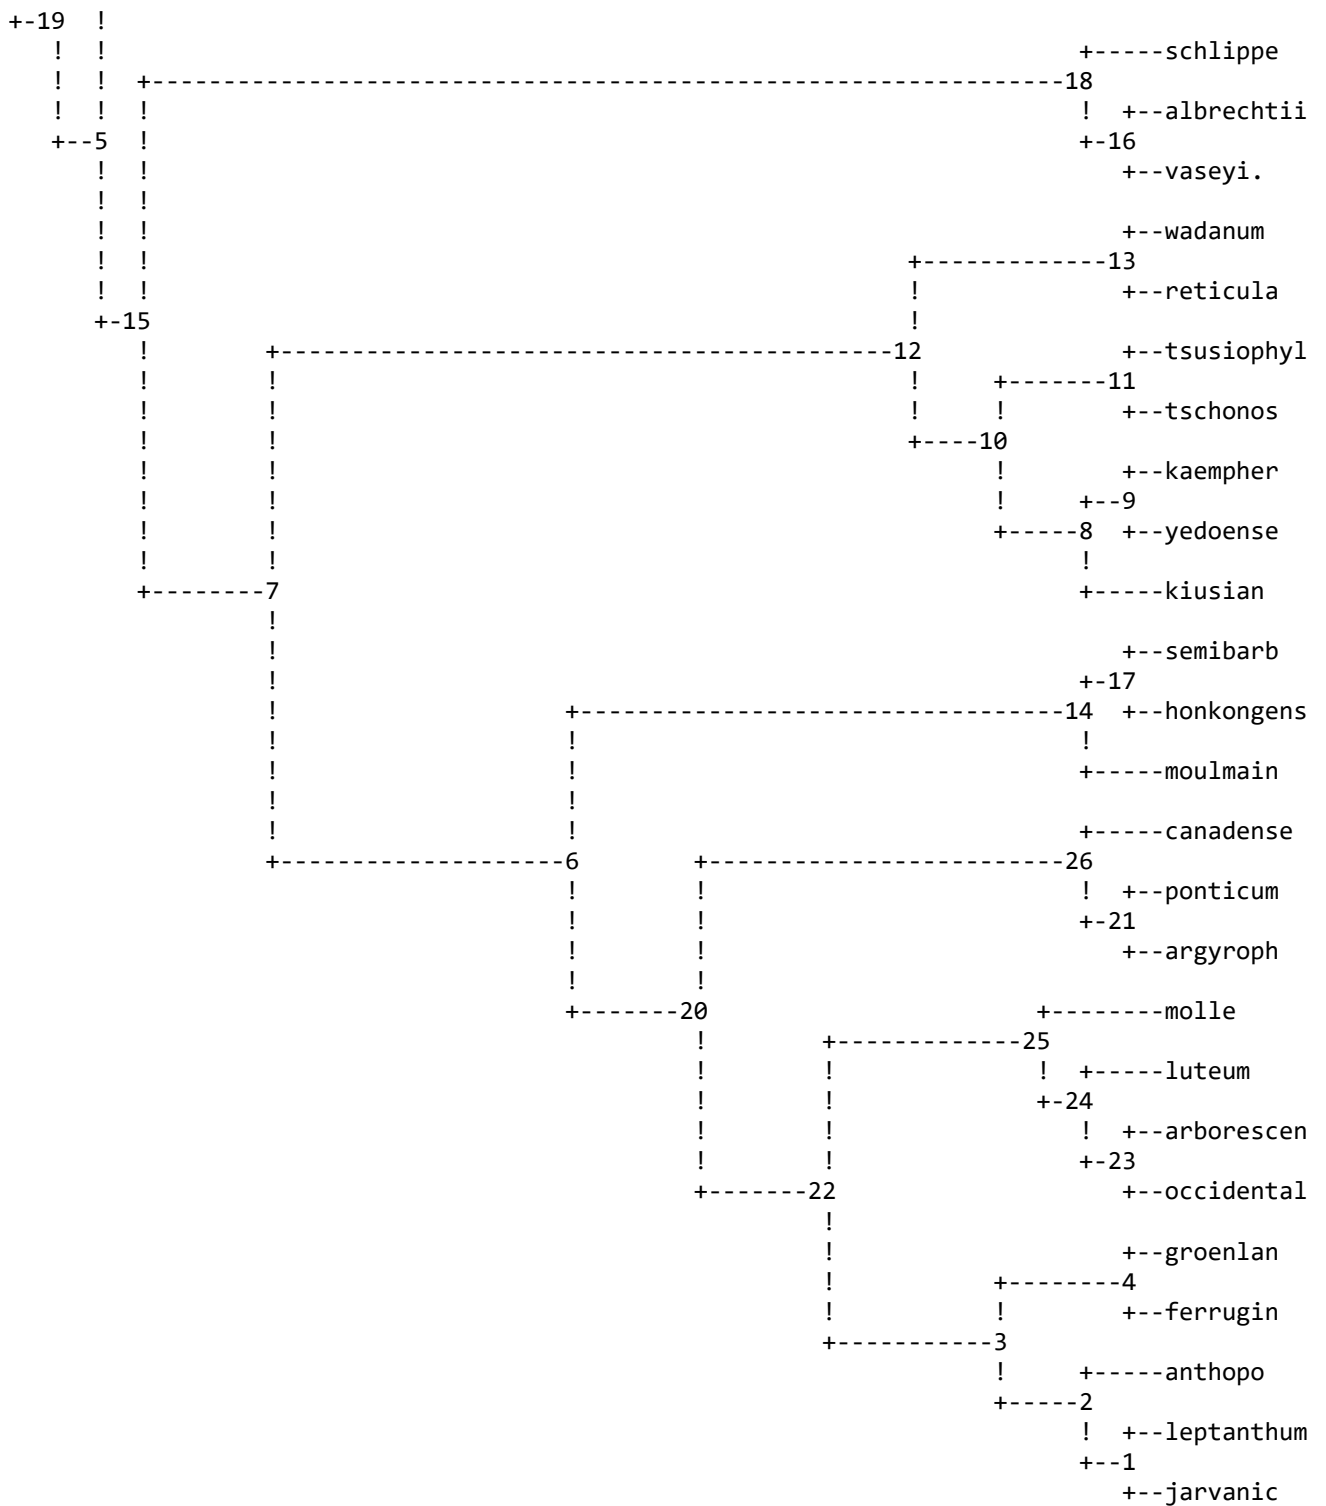 +-19  !
   !  !                                                                    +-----schlippe
   !  !  +----------------------------------------------------------------18
   !  !  !                                                                 !  +--albrechtii
   +--5  !                                                                 +-16
      !  !                                                                    +--vaseyi.
      !  !
      !  !                                                                    +--wadanum
      !  !                                                     +-------------13
      !  !                                                     !              +--reticula
      +-15                                                     !
         !        +-------------------------------------------12              +--tsusiophyl
         !        !                                            !     +-------11
         !        !                                            !     !        +--tschonos
         !        !                                            +----10
         !        !                                                  !        +--kaempher
         !        !                                                  !     +--9
         !        !                                                  +-----8  +--yedoense
         !        !                                                        !
         +--------7                                                        +-----kiusian
                  !
                  !                                                           +--semibarb
                  !                                                        +-17
                  !                    +----------------------------------14  +--honkongens
                  !                    !                                   !
                  !                    !                                   +-----moulmain
                  !                    !
                  !                    !                                   +-----canadense
                  +--------------------6        +-------------------------26
                                       !        !                          !  +--ponticum
                                       !        !                          +-21
                                       !        !                             +--argyroph
                                       !        !
                                       +-------20                       +--------molle
                                                !        +-------------25
                                                !        !              !  +-----luteum
                                                !        !              +-24
                                                !        !                 !  +--arborescen
                                                !        !                 +-23
                                                +-------22                    +--occidental
                                                         !
                                                         !                    +--groenlan
                                                         !           +--------4
                                                         !           !        +--ferrugin
                                                         +-----------3
                                                                     !     +-----anthopo
                                                                     +-----2
                                                                           !  +--leptanthum
                                                                           +--1
                                                                              +--jarvanic